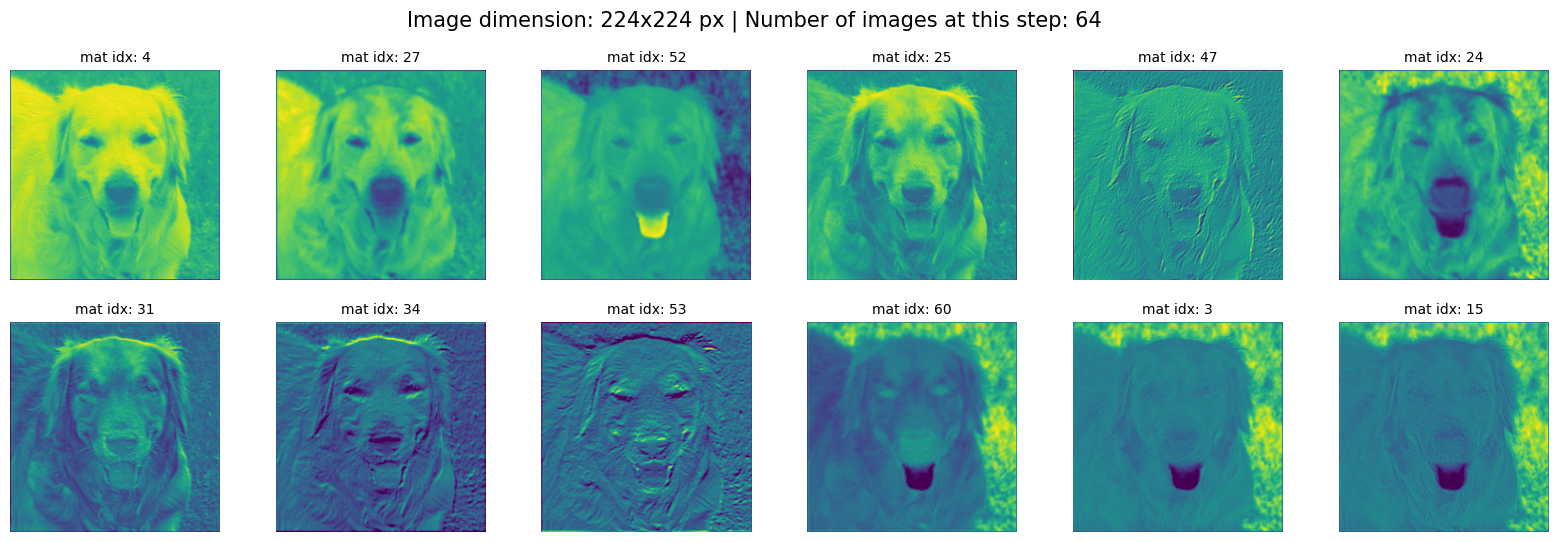 Image dimension: 224x224 px | Number of images at this step: 64
mat idx: 4
mat idx: 27
mat idx: 52
mat idx: 25
mat idx: 47
mat idx: 24
mat idx: 31
mat idx: 34
mat idx: 53
mat idx: 60
mat idx: 3
mat idx: 15